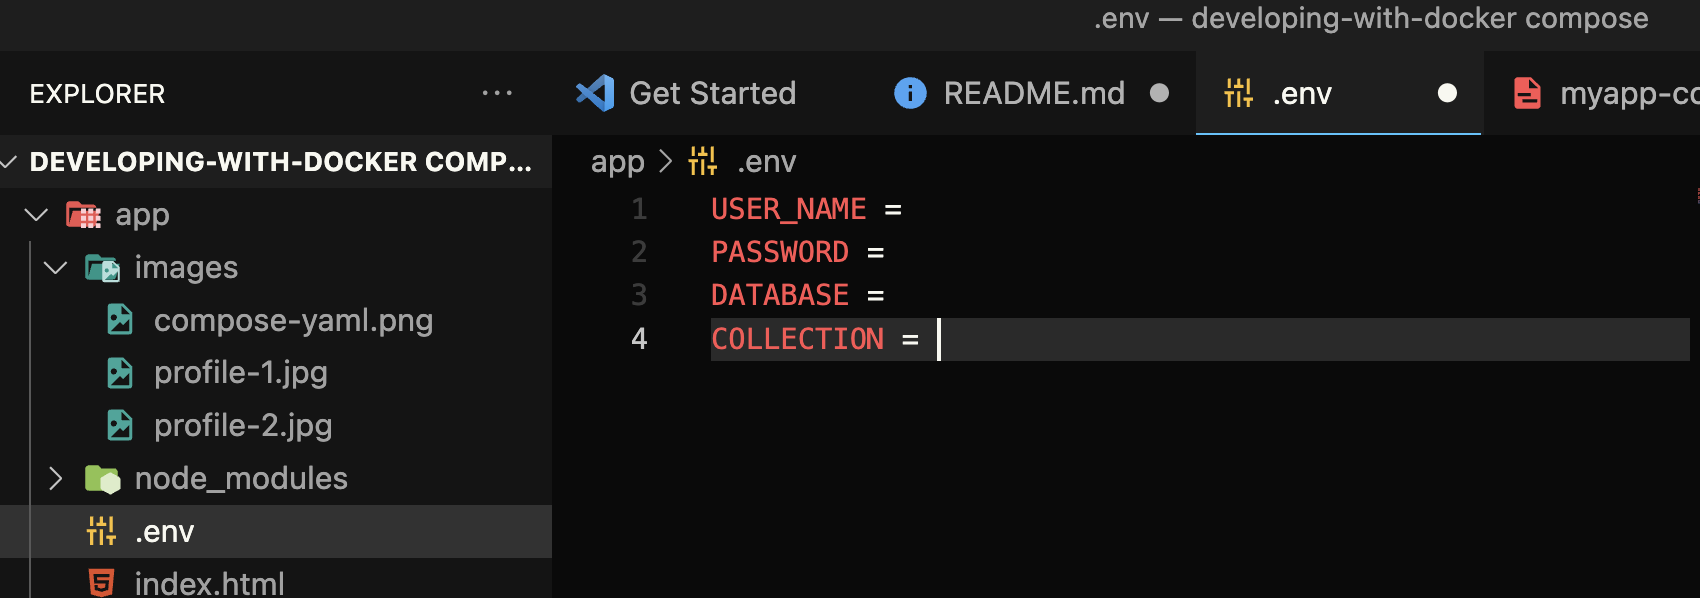 .env — developing-with-docker compose
EXPLORER
Get Started
README.md
.env
myapp-co
DEVELOPING-WITH-DOCKER COMP...
app
images
compose-yaml.png
profile-1.jpg
profile-2.jpg
node_modules
.env
index.html
app > .env
1 USER_NAME =
2 PASSWORD =
3 DATABASE =
4 COLLECTION =